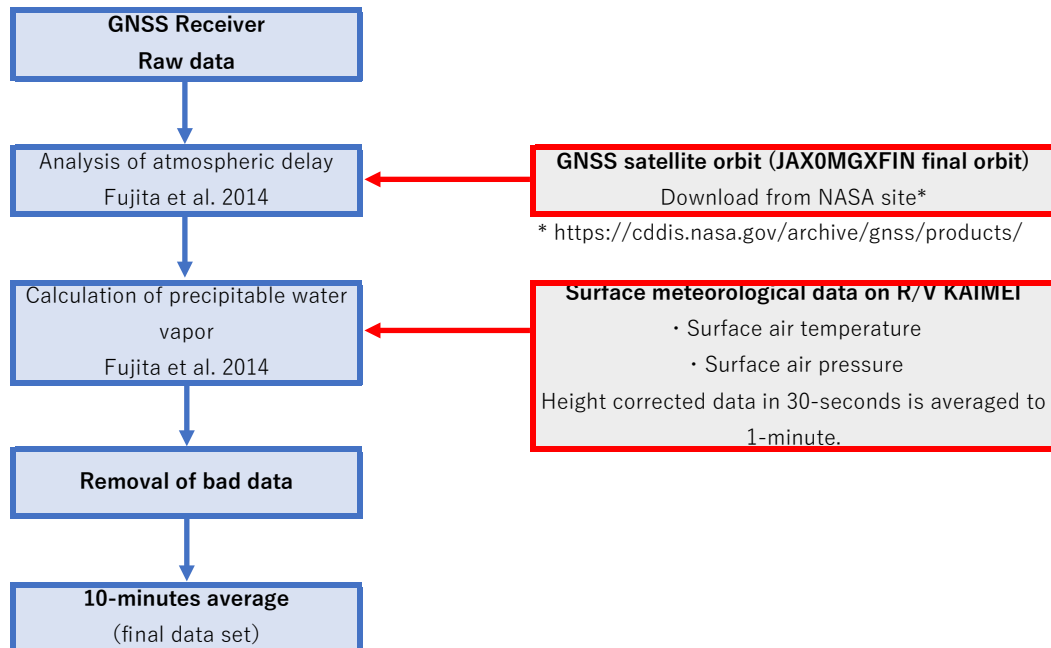 GNSS Receiver
Raw data
Analysis of atmospheric delay
Fujita et al. 2014
GNSS satellite orbit (JAX0MGXFIN final orbit)
Download from NASA site*
* https://cddis.nasa.gov/archive/gnss/products/
Calculation of precipitable water
vapor
Fujita et al. 2014
Surface meteorological data on R/V KAIMEI
・Surface air temperature
・Surface air pressure
Height corrected data in 30-seconds is averaged to
1-minute.
Removal of bad data
10-minutes average
(final data set)